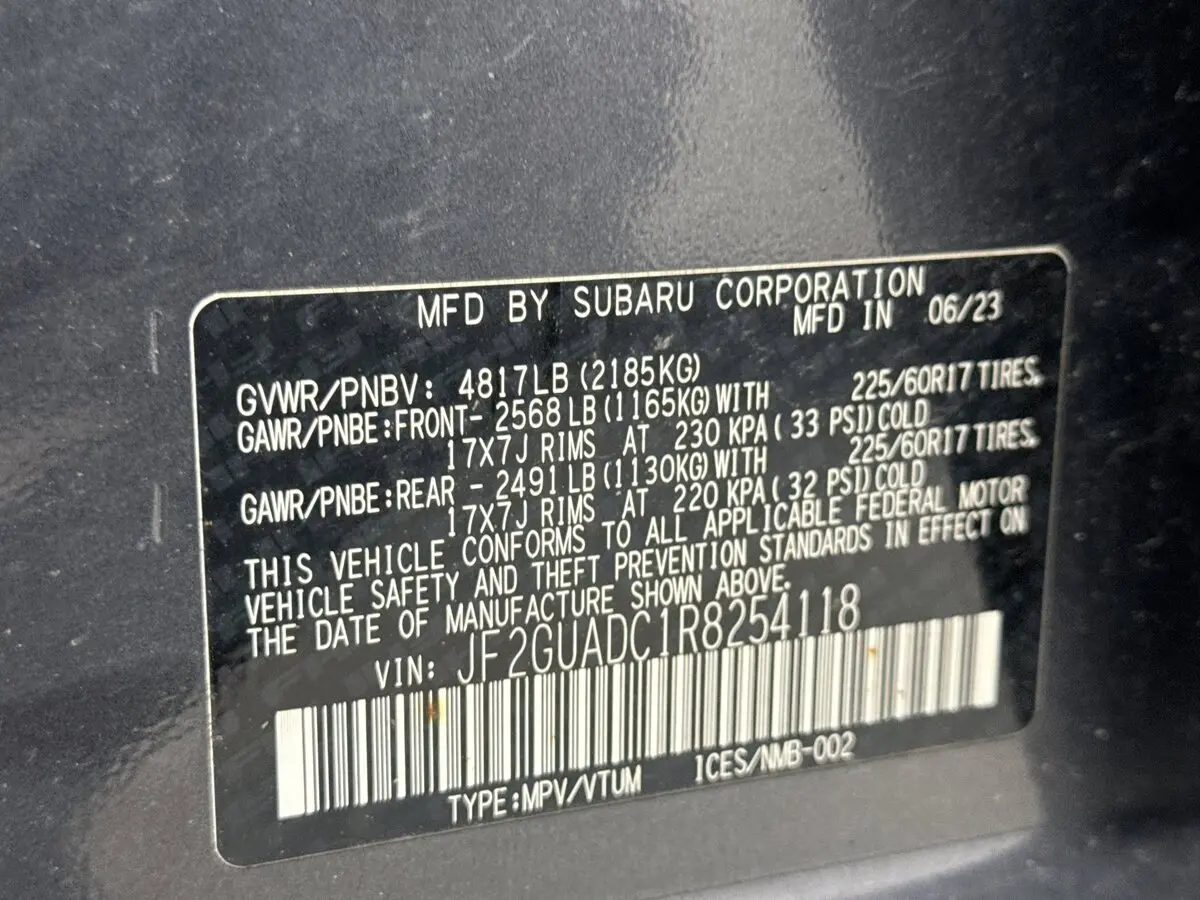 MFD BY SUBARU CORPORATION
MFD IN 06/23
GVWR/PNBV: 4817LB (2185KG)
GAWR/PNBE:FRONT- 2568 LB (1165KG) WITH 225/60R17 TIRES,
17X7J RIMS AT 230 KPA ( 33 PSI) COLD
GAWR/PNBE:REAR - 2491 LB (1130KG) WITH 225/60R17 TIRES,
17X7J RIMS AT 220 KPA ( 32 PSI) COLD
THIS VEHICLE CONFORMS TO ALL APPLICABLE FEDERAL MOTOR
VEHICLE SAFETY AND THEFT PREVENTION STANDARDS IN EFFECT ON
THE DATE OF MANUFACTURE SHOWN ABOVE.
VIN: JF2GUADC1R8254118
TYPE:MPV/VTUM ICES/NMB-002